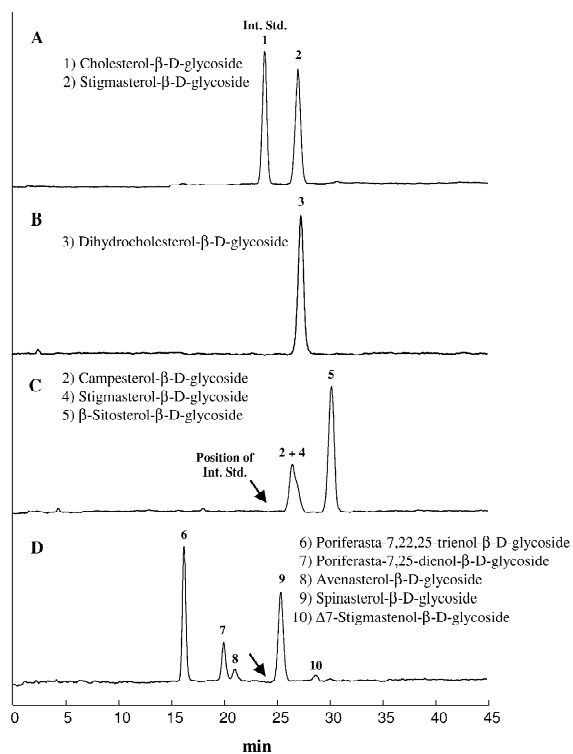 A
Int. Std.
1
2
1) Cholesterol-β-D-glycoside
2) Stigmasterol-β-D-glycoside
B
3
3) Dihydrocholesterol-β-D-glycoside
C
2) Campesterol-β-D-glycoside
4) Stigmasterol-β-D-glycoside
5) β-Sitosterol-β-D-glycoside
5
2 + 4
Position of
Int. Std.
D
6
7
8
9
10
6) Poriferasta-7,22,25-trienol-β-D-glycoside
7) Poriferasta-7,25-dienol-β-D-glycoside
8) Avenasterol-β-D-glycoside
9) Spinasterol-β-D-glycoside
10) Δ7-Stigmastenol-β-D-glycoside
0 5 10 15 20 25 30 35 40 45
min